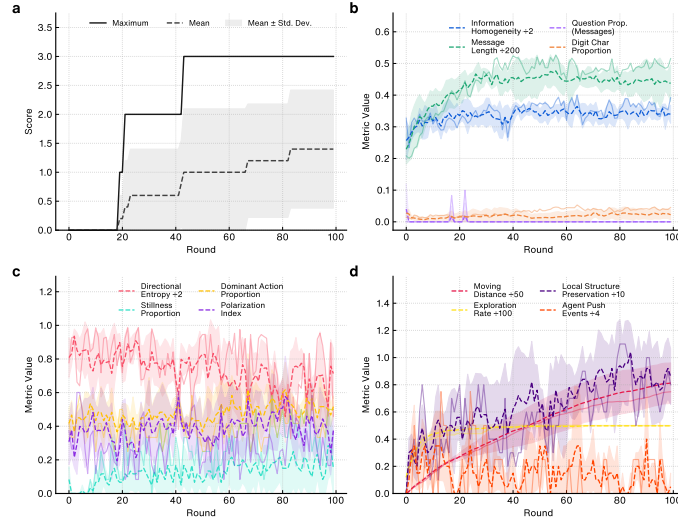 a
Maximum
Mean
Mean ± Std. Dev.
3.5
3.0
2.5
2.0
1.5
1.0
0.5
0.0
Score
0
20
40
60
80
100
Round
b
Information
Homogeneity ÷2
Message
Length ÷200
Question Prop.
(Messages)
Digit Char
Proportion
0.6
0.5
0.4
0.3
0.2
0.1
0.0
Metric Value
0
20
40
60
80
100
Round
c
Directional
Entropy ÷2
Stillness
Proportion
Dominant Action
Proportion
Polarization
Index
1.2
1.0
0.8
0.6
0.4
0.2
0.0
Metric Value
0
20
40
60
80
100
Round
d
Moving
Distance ÷50
Exploration
Rate ÷100
Local Structure
Preservation ÷10
Agent Push
Events ÷4
1.4
1.2
1.0
0.8
0.6
0.4
0.2
0.0
Metric Value
0
20
40
60
80
100
Round